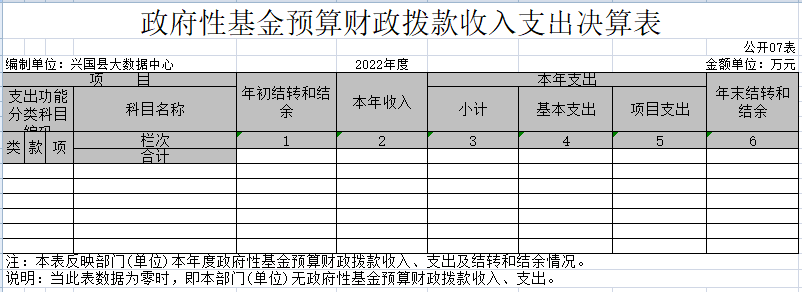 政府性基金预算财政拨款收入支出决算表
公开07表
编制单位：兴国县大数据中心 2022年度 金额单位：万元
项 目 年初结转和结余 本年收入 本年支出 年末结转和结余
支出功能分类科目编码 科目名称 小计 基本支出 项目支出
类 款 项 栏次 1 2 3 4 5 6
合计
注：本表反映部门(单位)本年度政府性基金预算财政拨款收入、支出及结转和结余情况。
说明：当此表数据为零时，即本部门(单位)无政府性基金预算财政拨款收入、支出。